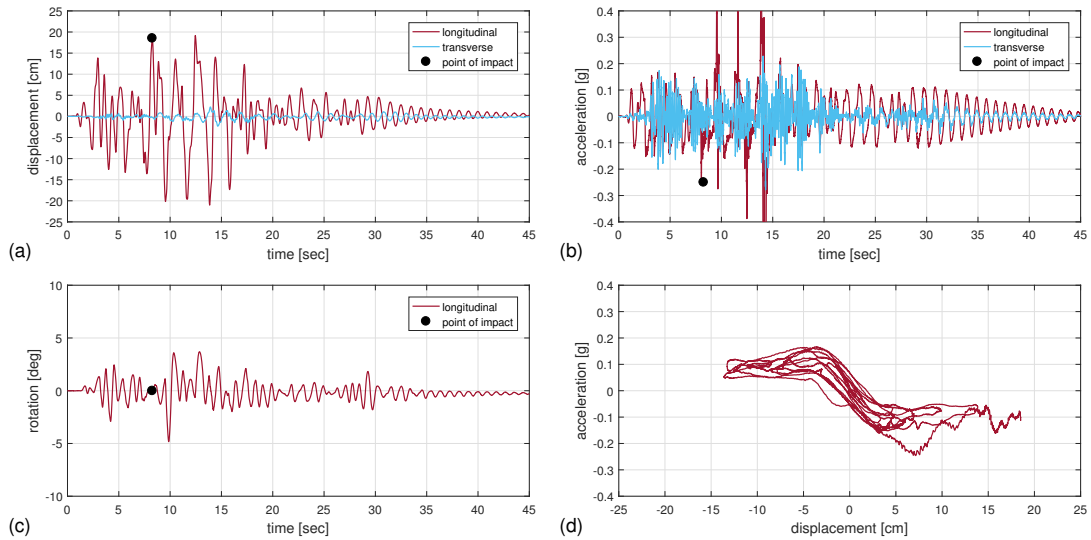 displacement [cm]
25
20
15
10
5
0
-5
-10
-15
-20
-25
longitudinal
transverse
point of impact
0 5 10 15 20 25 30 35 40 45
time [sec]
(a)
acceleration [g]
0.4
0.3
0.2
0.1
0
-0.1
-0.2
-0.3
-0.4
longitudinal
transverse
point of impact
0 5 10 15 20 25 30 35 40 45
time [sec]
(b)
rotation [deg]
10
5
0
-5
-10
longitudinal
point of impact
0 5 10 15 20 25 30 35 40 45
time [sec]
(c)
acceleration [g]
0.4
0.3
0.2
0.1
0
-0.1
-0.2
-0.3
-0.4
-25 -20 -15 -10 -5 0 5 10 15 20 25
displacement [cm]
(d)